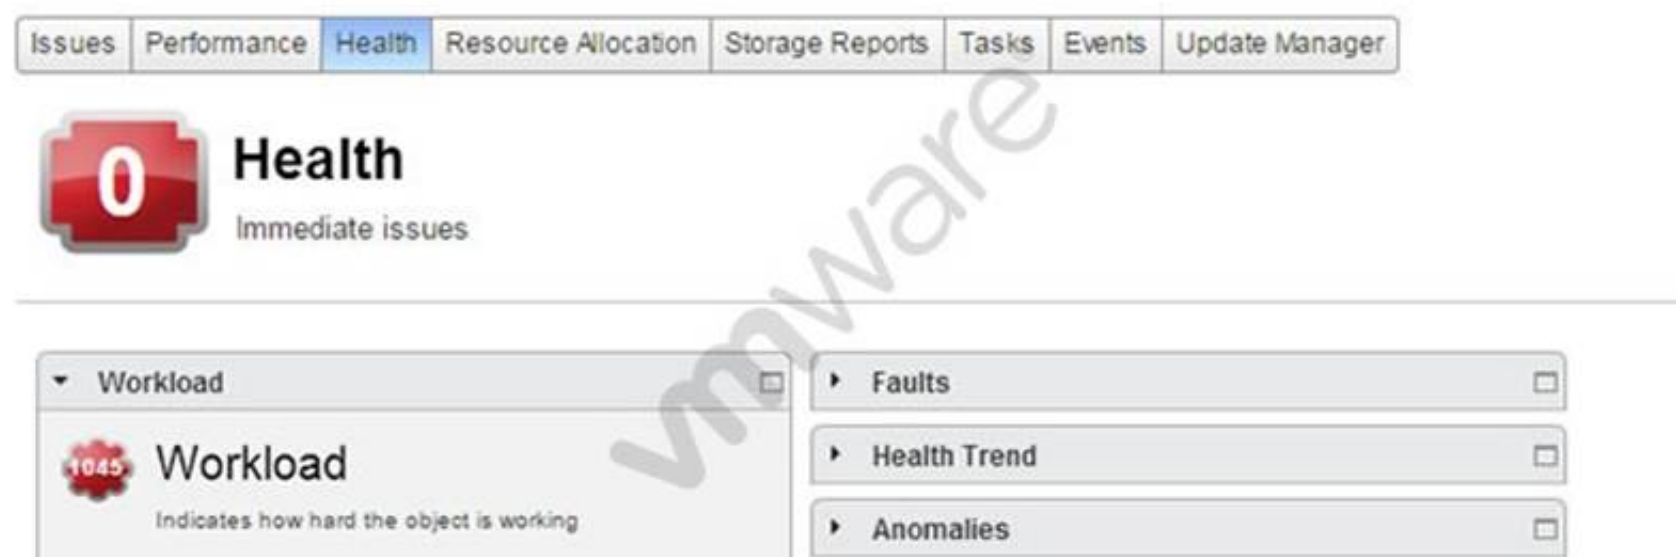 Issues Performance Health Resource Allocation Storage Reports Tasks Events Update Manager
0
Health
Immediate issues
vmware
Workload
1045
Workload
Indicates how hard the object is working
Faults
Health Trend
Anomalies